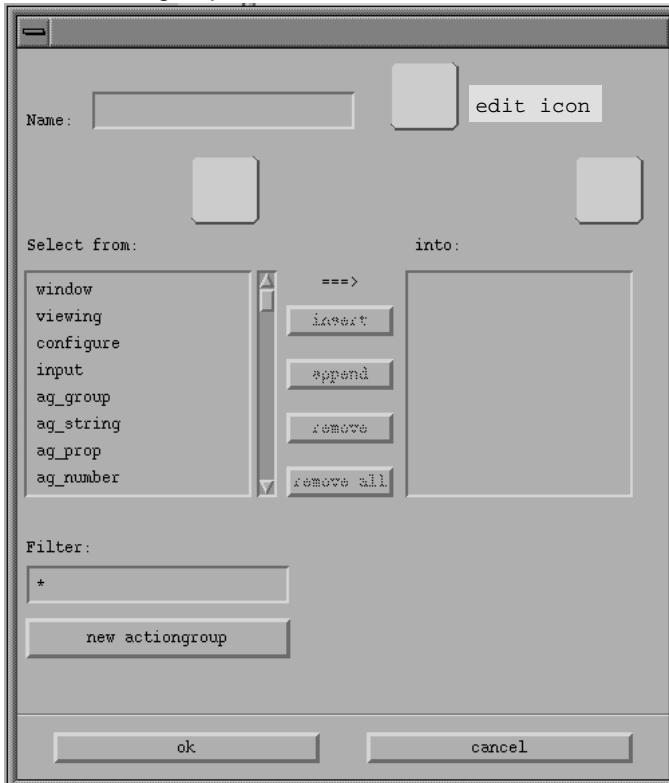 Name:
edit icon
Select from:
into:
window
viewing
configure
input
ag_group
ag_string
ag_prop
ag_number
===>
insert
append
remove
remove all
Filter:
*
new actiongroup
ok
cancel